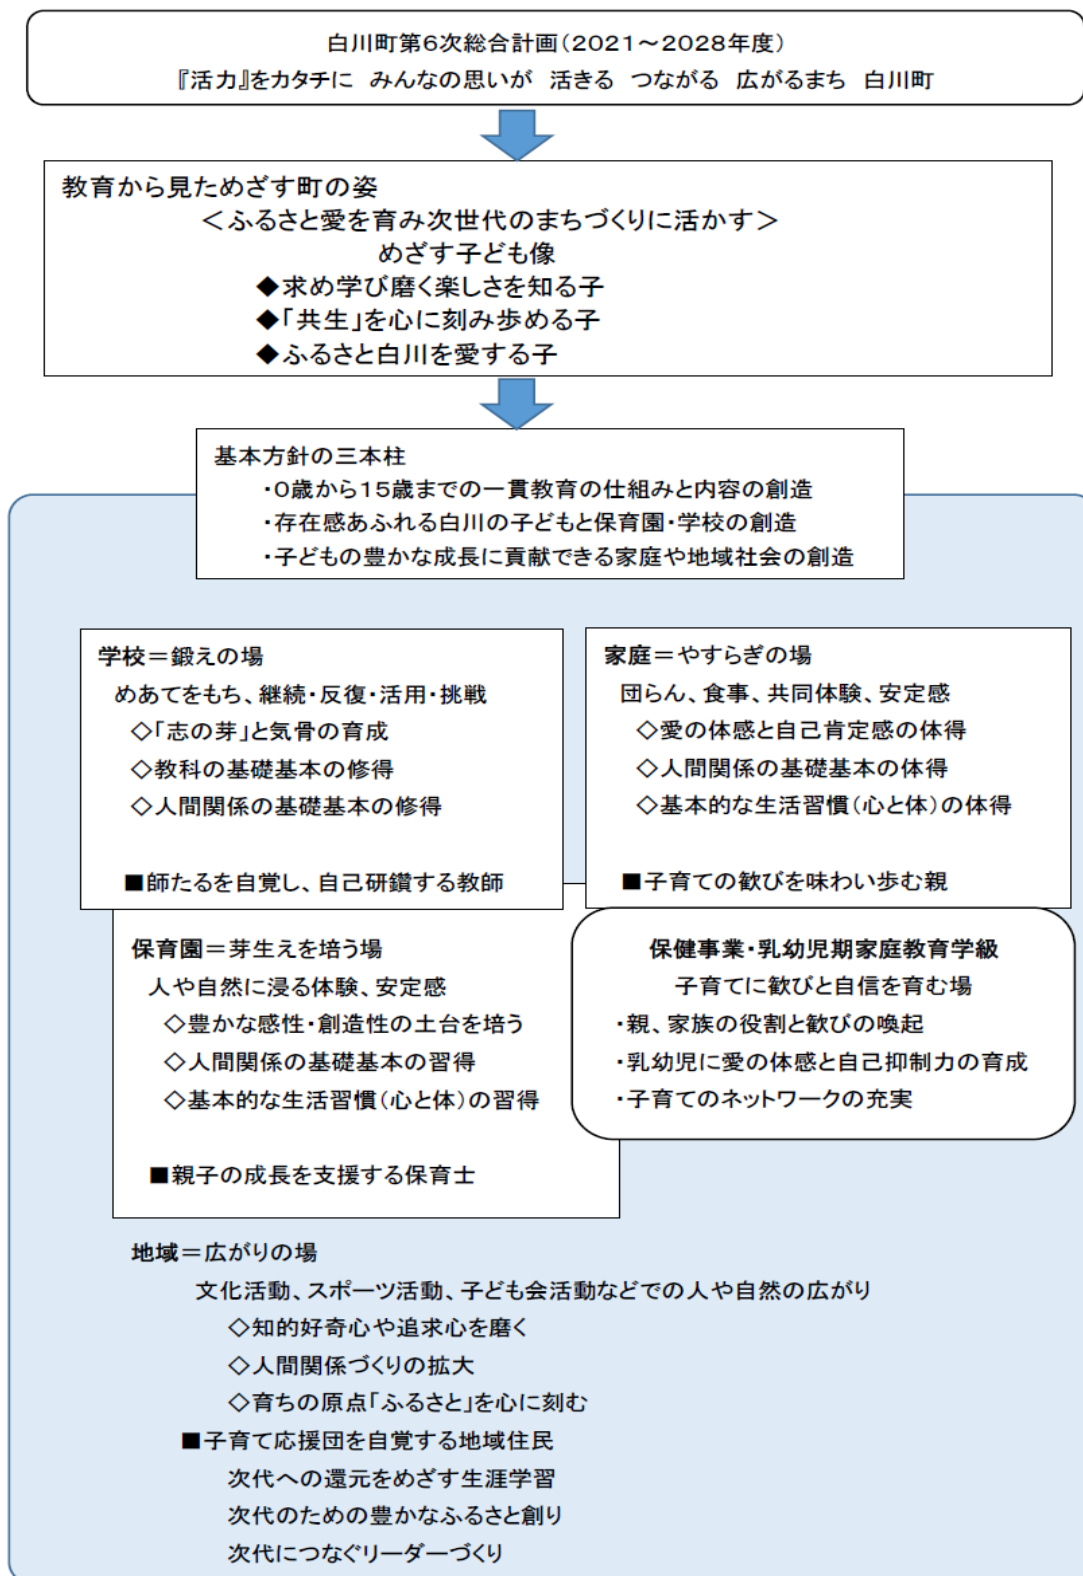 白川町第6次総合計画(2021～2028年度)
『活力』をカタチに みんなの思いが 活きる つながる 広がるまち 白川町
教育から見ためざす町の姿
＜ふるさと愛を育み次世代のまちづくりに活かす＞
めざす子ども像
◆求め学び磨く楽しさを知る子
◆「共生」を心に刻み歩める子
◆ふるさと白川を愛する子
基本方針の三本柱
・0歳から15歳までの一貫教育の仕組みと内容の創造
・存在感あふれる白川の子どもと保育園・学校の創造
・子どもの豊かな成長に貢献できる家庭や地域社会の創造
学校＝鍛えの場
めあてをもち、継続・反復・活用・挑戦
◇「志の芽」と気骨の育成
◇教科の基礎基本の修得
◇人間関係の基礎基本の修得
■師たるを自覚し、自己研鑽する教師
家庭＝やすらぎの場
団らん、食事、共同体験、安定感
◇愛の体感と自己肯定感の体得
◇人間関係の基礎基本の体得
◇基本的な生活習慣(心と体)の体得
■子育ての歓びを味わい歩む親
保育園＝芽生えを培う場
人や自然に浸る体験、安定感
◇豊かな感性・創造性の土台を培う
◇人間関係の基礎基本の習得
◇基本的な生活習慣(心と体)の習得
■親子の成長を支援する保育士
保健事業・乳幼児期家庭教育学級
子育てに歓びと自信を育む場
・親、家族の役割と歓びの喚起
・乳幼児に愛の体感と自己抑制力の育成
・子育てのネットワークの充実
地域＝広がりの場
文化活動、スポーツ活動、子ども会活動などでの人や自然の広がり
◇知的好奇心や追求心を磨く
◇人間関係づくりの拡大
◇育ちの原点「ふるさと」を心に刻む
■子育て応援団を自覚する地域住民
次代への還元をめざす生涯学習
次代のための豊かなふるさと創り
次代につなぐリーダーづくり